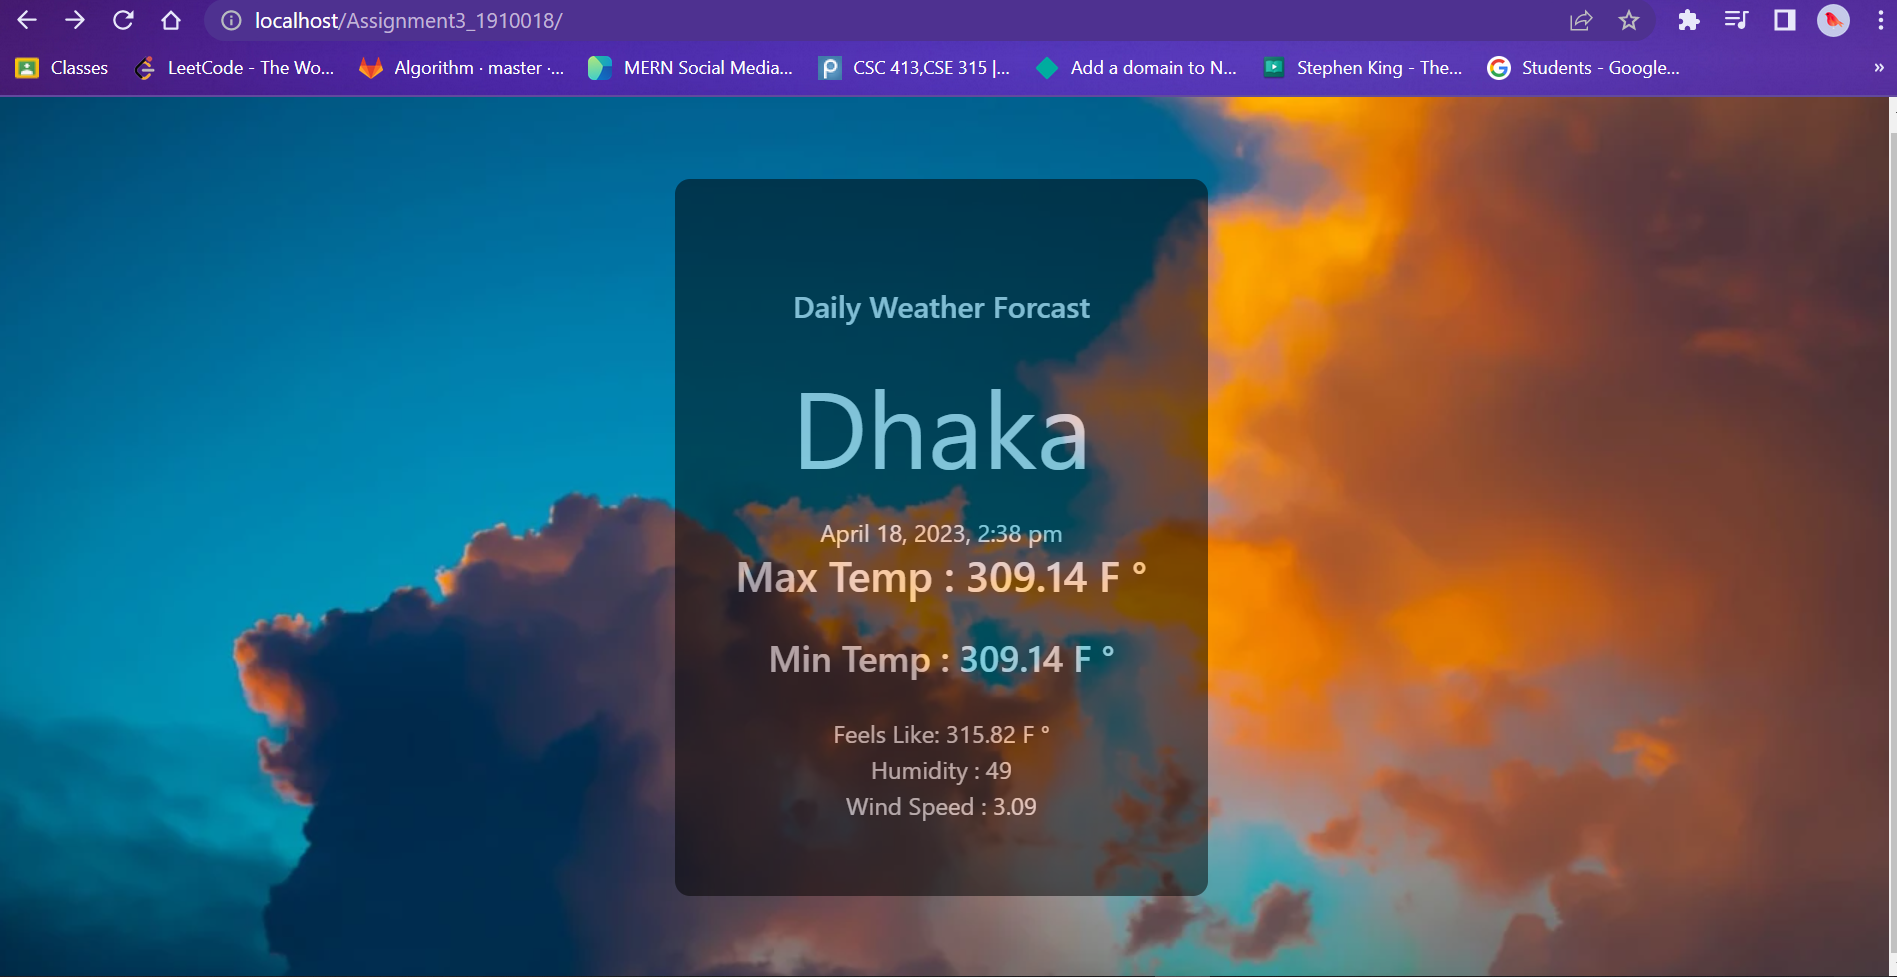 localhost/Assignment3_1910018/
Classes LeetCode - The Wo... Algorithm · master ·... MERN Social Media... CSC 413,CSE 315 |... Add a domain to N... Stephen King - The... Students - Google... »
Daily Weather Forcast
Dhaka
April 18, 2023, 2:38 pm
Max Temp : 309.14 F °
Min Temp : 309.14 F °
Feels Like: 315.82 F °
Humidity : 49
Wind Speed : 3.09